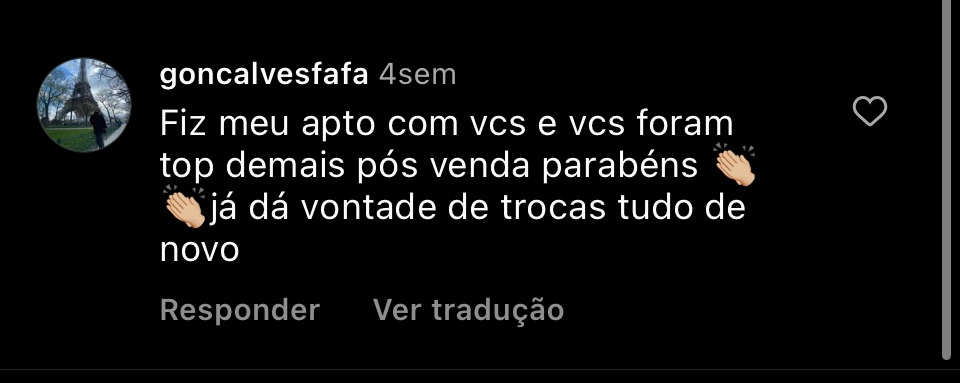 goncalvesfafa 4sem
Fiz meu apto com vcs e vcs foram
top demais pós venda parabéns 👏🏼
👏🏼já dá vontade de trocas tudo de
novo
Responder Ver tradução